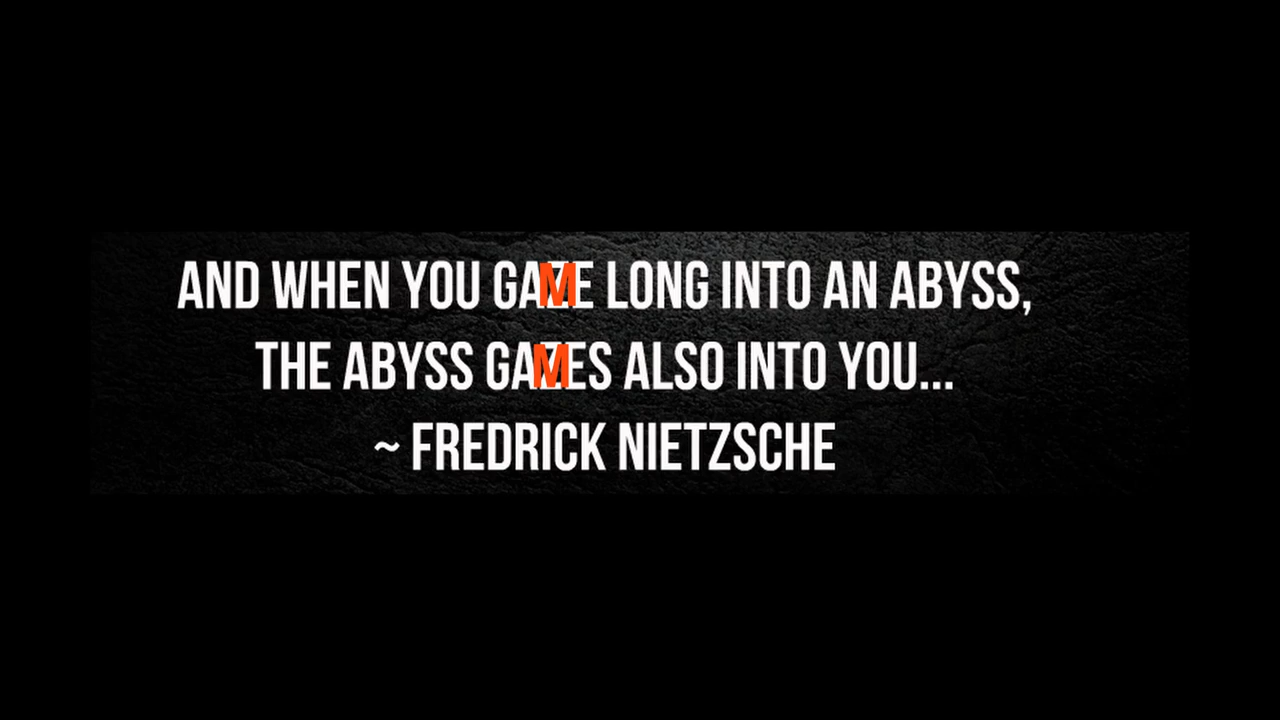 AND WHEN YOU GAME LONG INTO AN ABYSS,
THE ABYSS GAMES ALSO INTO YOU...
~ FREDRICK NIETZSCHE